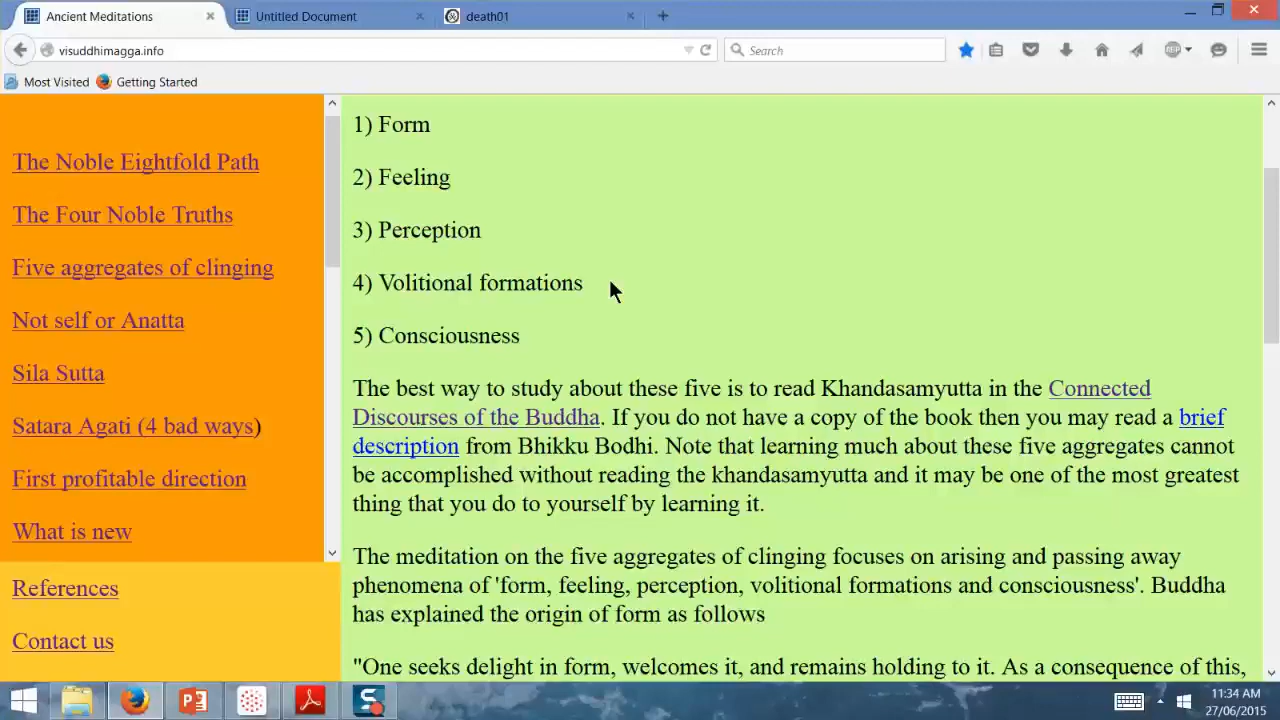 Ancient Meditations
Untitled Document
death01
visuddhimagga.info
Search
Most Visited
Getting Started
The Noble Eightfold Path
The Four Noble Truths
Five aggregates of clinging
Not self or Anatta
Sila Sutta
Satara Agati (4 bad ways)
First profitable direction
What is new
References
Contact us
1) Form
2) Feeling
3) Perception
4) Volitional formations
5) Consciousness
The best way to study about these five is to read Khandasamyutta in the Connected
Discourses of the Buddha. If you do not have a copy of the book then you may read a brief
description from Bhikku Bodhi. Note that learning much about these five aggregates cannot
be accomplished without reading the khandasamyutta and it may be one of the most greatest
thing that you do to yourself by learning it.
The meditation on the five aggregates of clinging focuses on arising and passing away
phenomena of 'form, feeling, perception, volitional formations and consciousness'. Buddha
has explained the origin of form as follows
"One seeks delight in form, welcomes it, and remains holding to it. As a consequence of this,
11:34 AM
27/06/2015